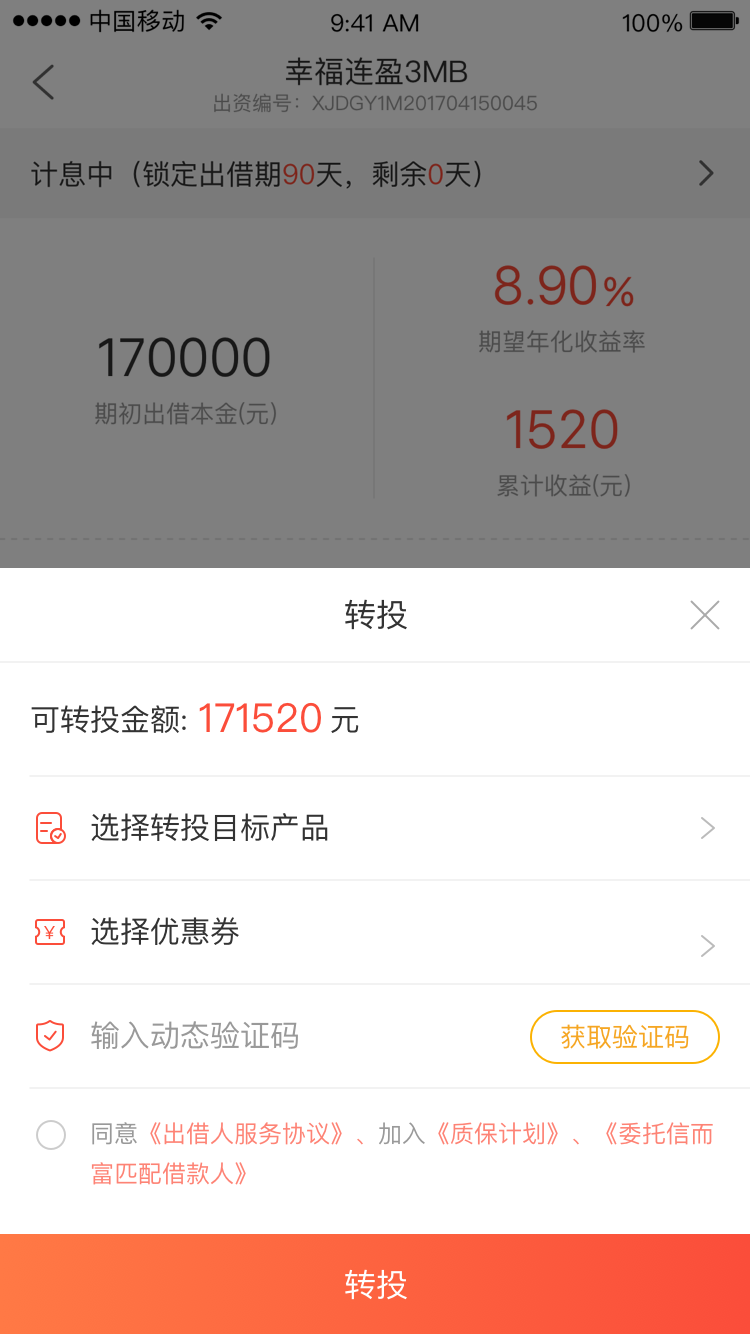 中国移动 9:41 AM 100%
幸福连盈3MB
出资编号：XJDGY1M201704150045
计息中（锁定出借期90天，剩余0天）
8.90%
期望年化收益率
170000
期初出借本金(元)
1520
累计收益(元)
转投
可转投金额: 171520 元
选择转投目标产品
¥ 选择优惠券
输入动态验证码 获取验证码
同意《出借人服务协议》、加入《质保计划》、《委托信而
富匹配借款人》
转投